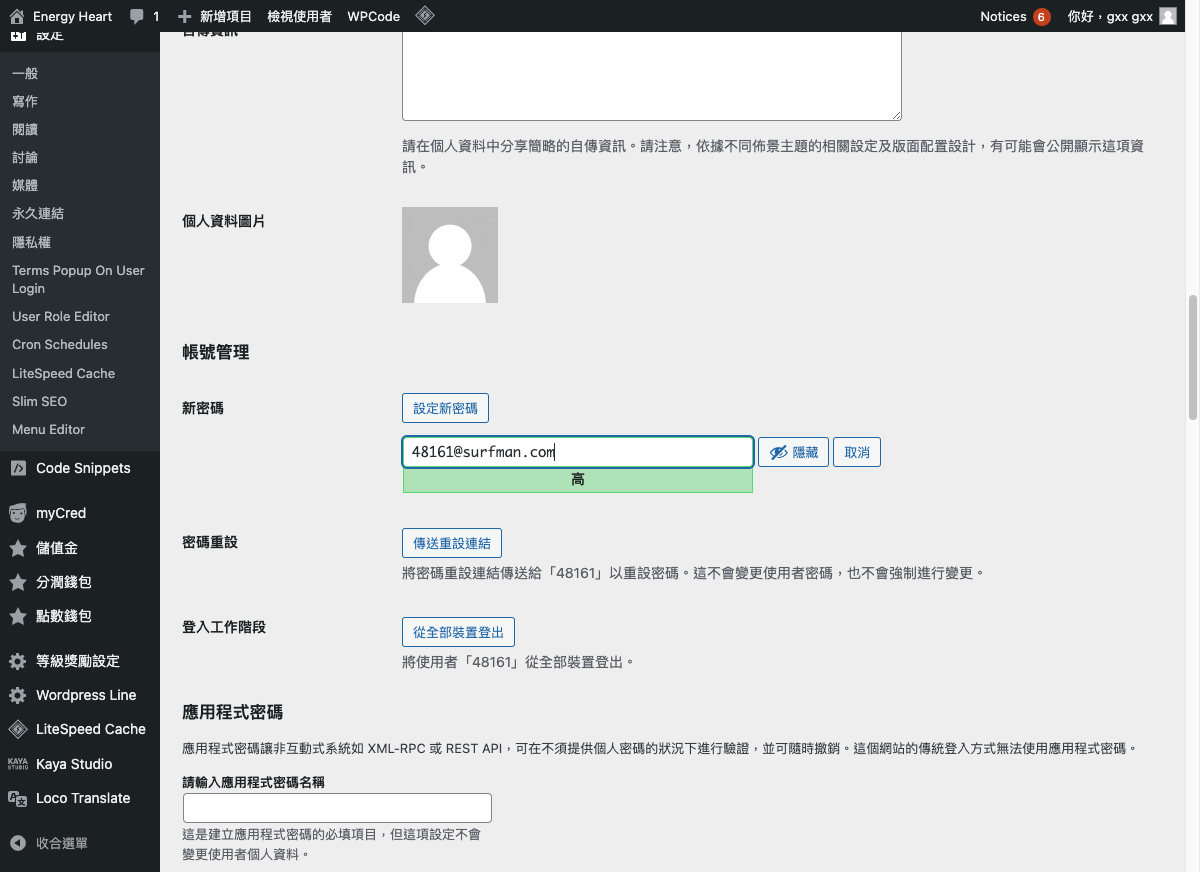 Energy Heart
1
新增項目
檢視使用者
WPCode
Notices 6
你好，gxx gxx
設定
一般
寫作
閱讀
討論
媒體
永久連結
隱私權
Terms Popup On User
Login
User Role Editor
Cron Schedules
LiteSpeed Cache
Slim SEO
Menu Editor
Code Snippets
myCred
儲值金
分潤錢包
點數錢包
等級獎勵設定
Wordpress Line
LiteSpeed Cache
KAYA STUDIO Kaya Studio
Loco Translate
收合選單
自傳資訊
請在個人資料中分享簡略的自傳資訊。請注意，依據不同佈景主題的相關設定及版面配置設計，有可能會公開顯示這項資
訊。
個人資料圖片
帳號管理
新密碼
設定新密碼
48161@surfman.com
隱藏
取消
高
密碼重設
傳送重設連結
將密碼重設連結傳送給「48161」以重設密碼。這不會變更使用者密碼，也不會強制進行變更。
登入工作階段
從全部裝置登出
將使用者「48161」從全部裝置登出。
應用程式密碼
應用程式密碼讓非互動式系統如 XML-RPC 或 REST API，可在不須提供個人密碼的狀況下進行驗證，並可隨時撤銷。這個網站的傳統登入方式無法使用應用程式密碼。
請輸入應用程式密碼名稱
這是建立應用程式密碼的必填項目，但這項設定不會
變更使用者個人資料。